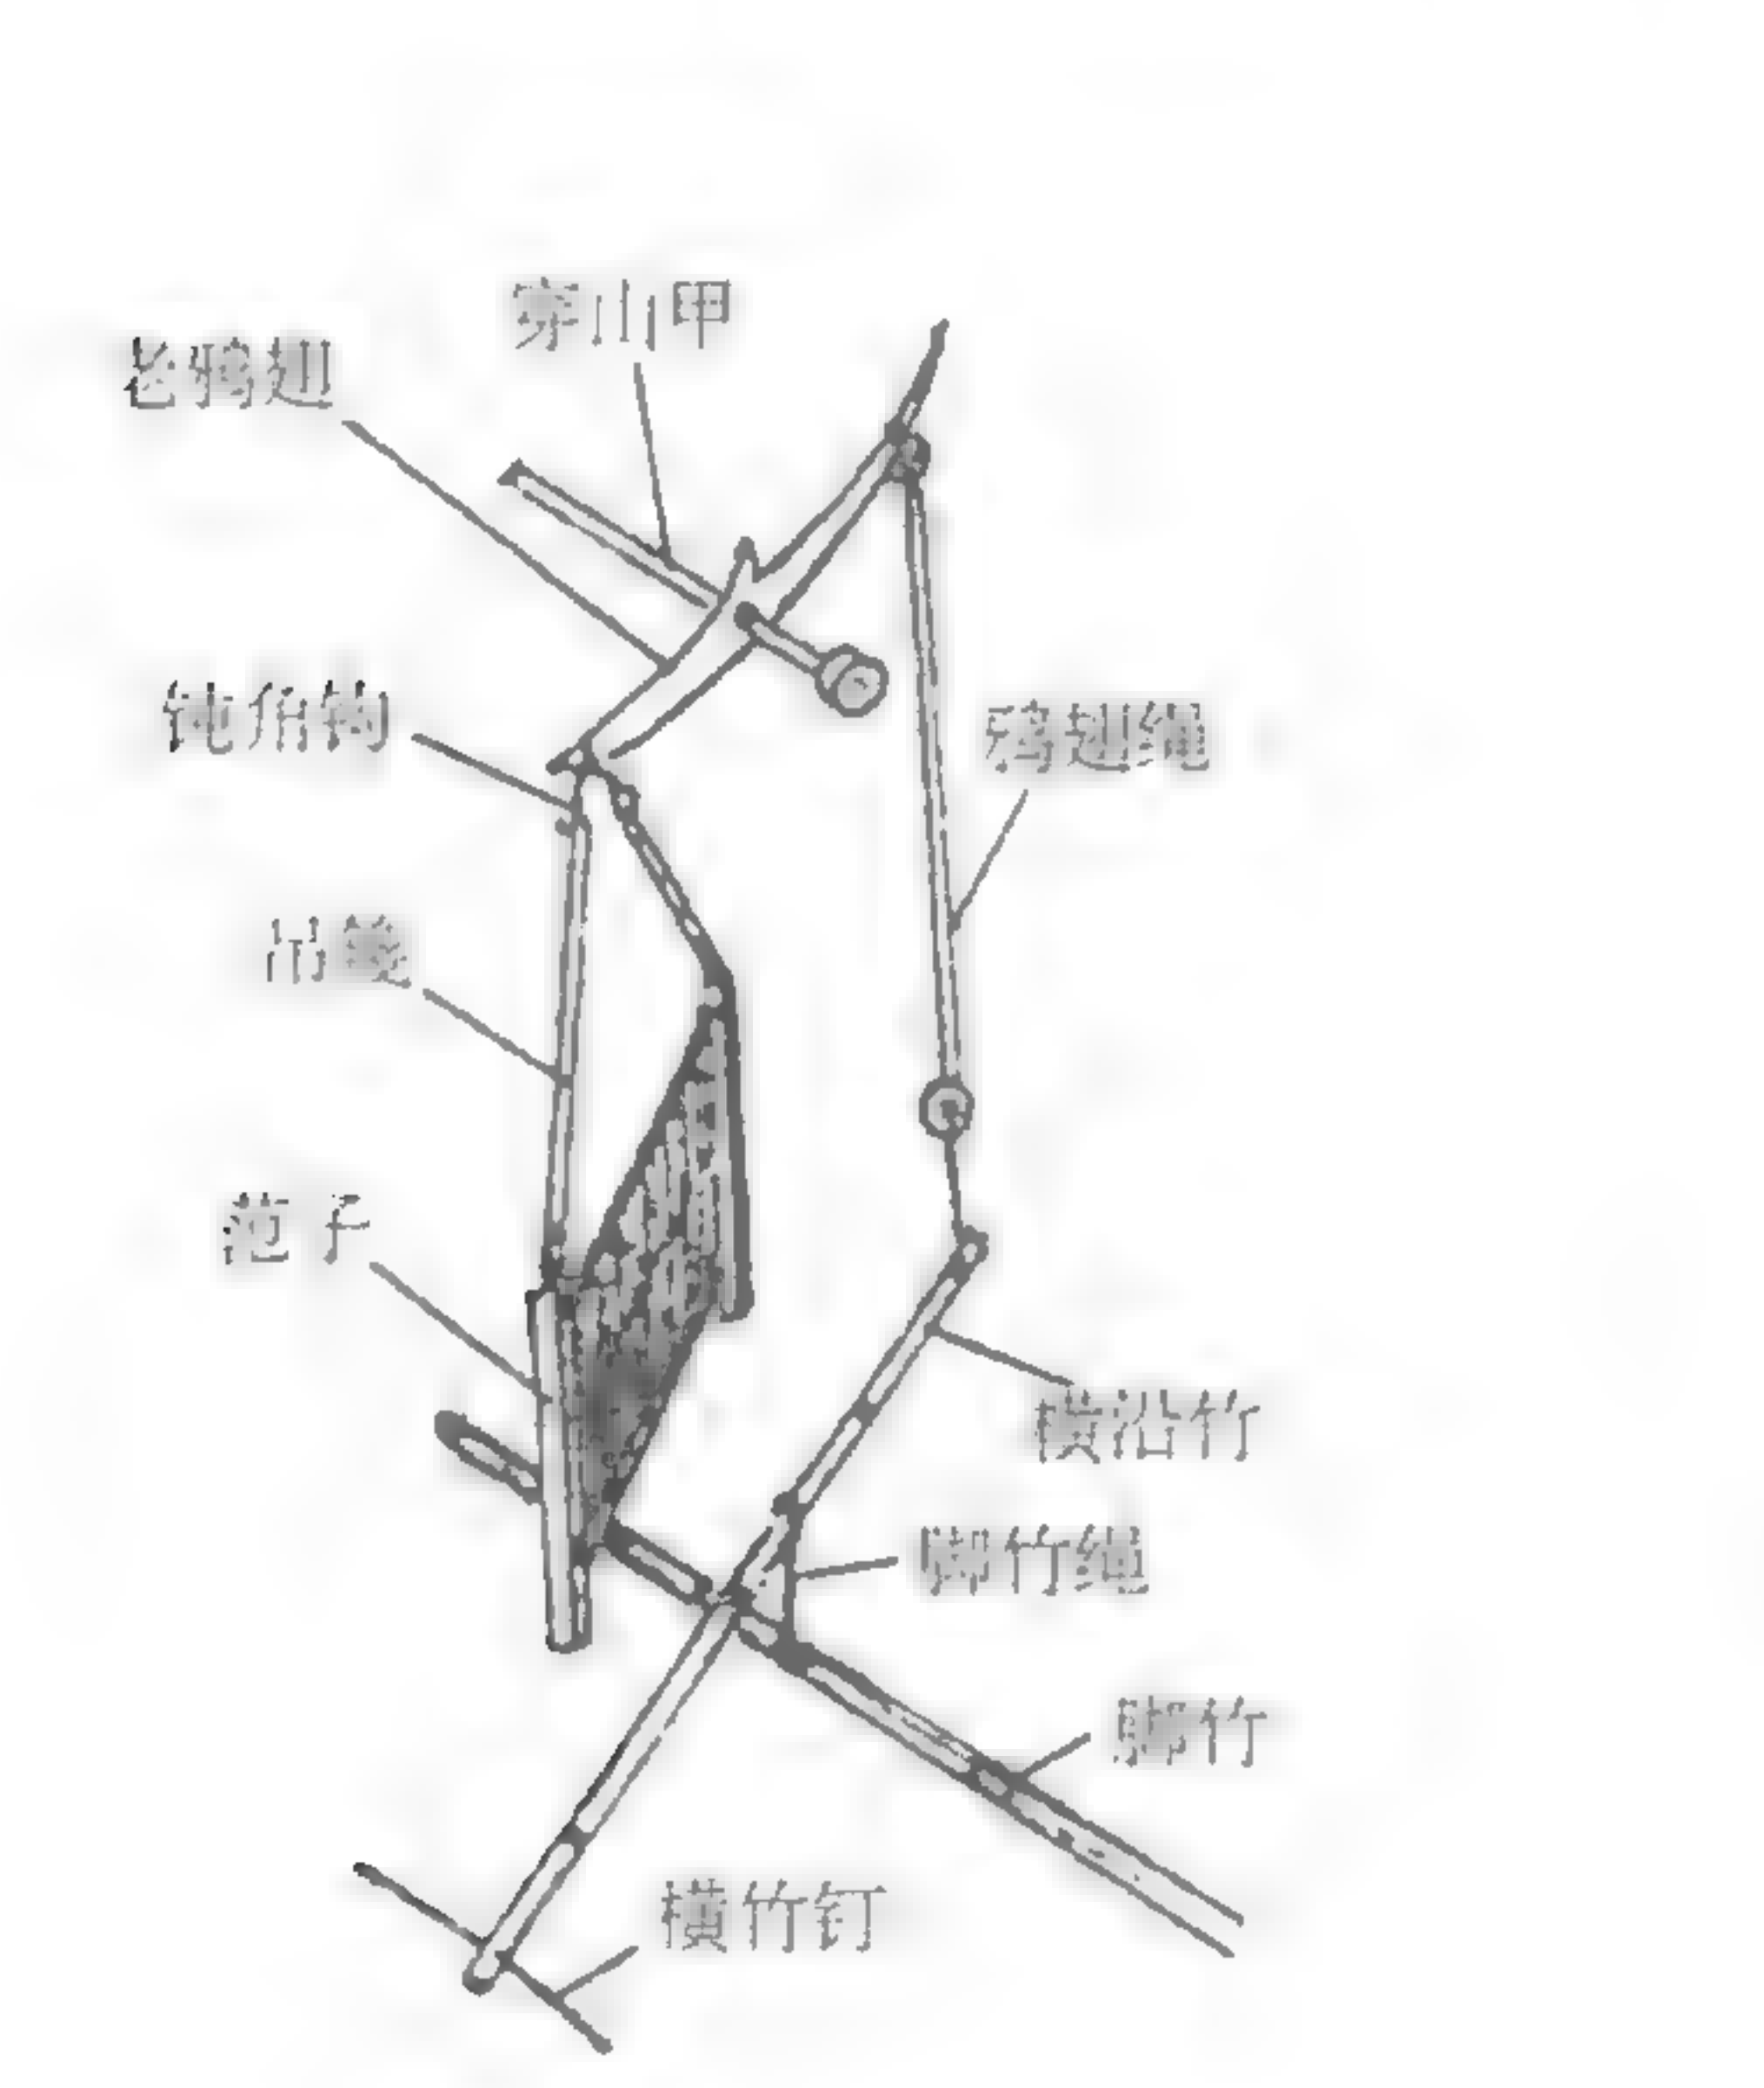 穿山甲
老鸦翅
钝角钩
鸦翅绳
吊篾
范子
横沿竹
脚竹绳
脚竹
横竹钉